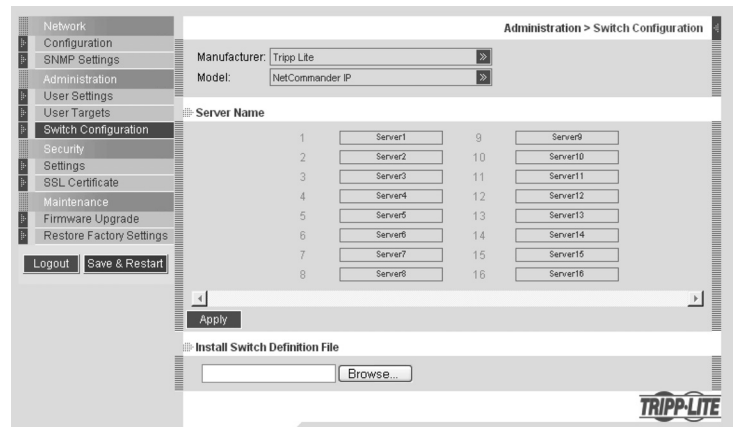 Network
Configuration
SNMP Settings
Administration
User Settings
User Targets
Switch Configuration
Security
Settings
SSL Certificate
Maintenance
Firmware Upgrade
Restore Factory Settings
Logout
Save & Restart
Administration > Switch Configuration
Manufacturer: Tripp Lite
Model: NetCommander IP
Server Name
1 Server1 9 Server9
2 Server2 10 Server10
3 Server3 11 Server11
4 Server4 12 Server12
5 Server5 13 Server13
6 Server6 14 Server14
7 Server7 15 Server15
8 Server8 16 Server16
Apply
Install Switch Definition File
Browse...
TRIPP·LITE